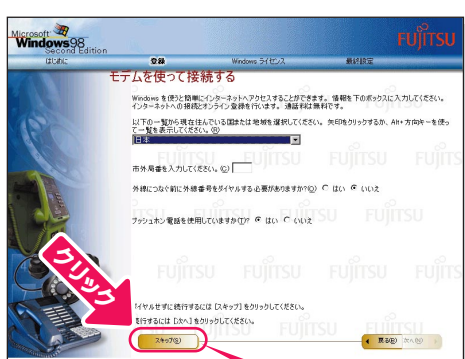 Microsoft
Windows98
Second Edition
FUJITSU
はじめに 登録 Windows ライセンス 最終設定
モデムを使って接続する
Windows を使うと簡単にインターネットへアクセスすることができます。 情報を下のボックスに入力してください。
インターネットへの接続とオンライン登録を行います。 通話料は無料です。
以下の一覧から現在住んでいる国または地域を選択してください。 矢印をクリックするか、Alt+方向キーを使っ
て一覧を表示してください。(R)
日本
市外局番を入力してください。(C)
外線につなぐ前に外線番号をダイヤルする必要がありますか?(O) はい いいえ
プッシュホン電話を使用していますか(T)? はい いいえ
クリック
イヤルせずに続行するには [スキップ] をクリックしてください。
行するには [次へ] をクリックしてください。
スキップ(S)
戻る(B) 次へ(N)